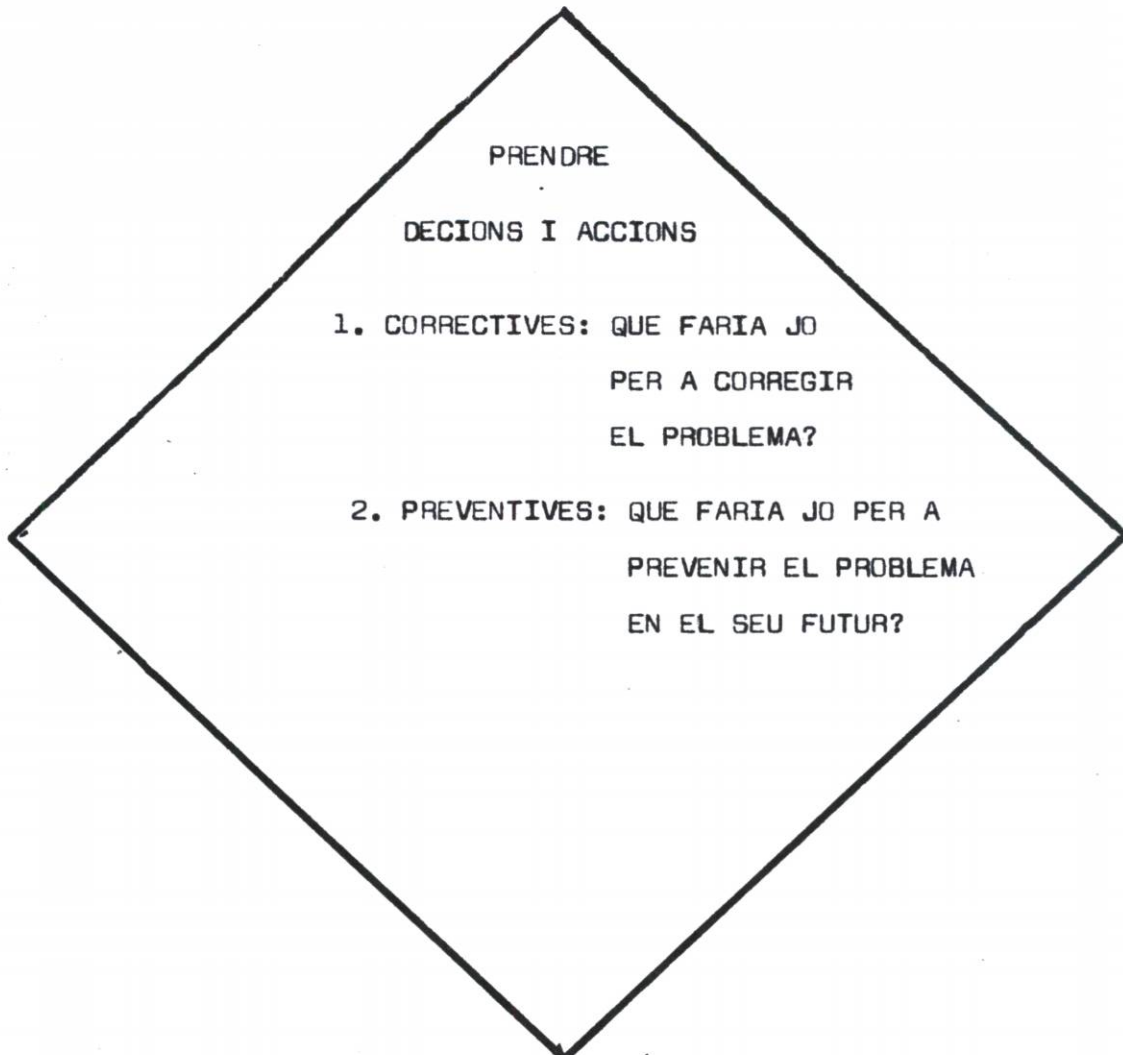 PRENDRE
DECIONS I ACCIONS
1. CORRECTIVES: QUE FARIA JO
PER A CORREGIR
EL PROBLEMA?
2. PREVENTIVES: QUE FARIA JO PER A
PREVENIR EL PROBLEMA
EN EL SEU FUTUR?